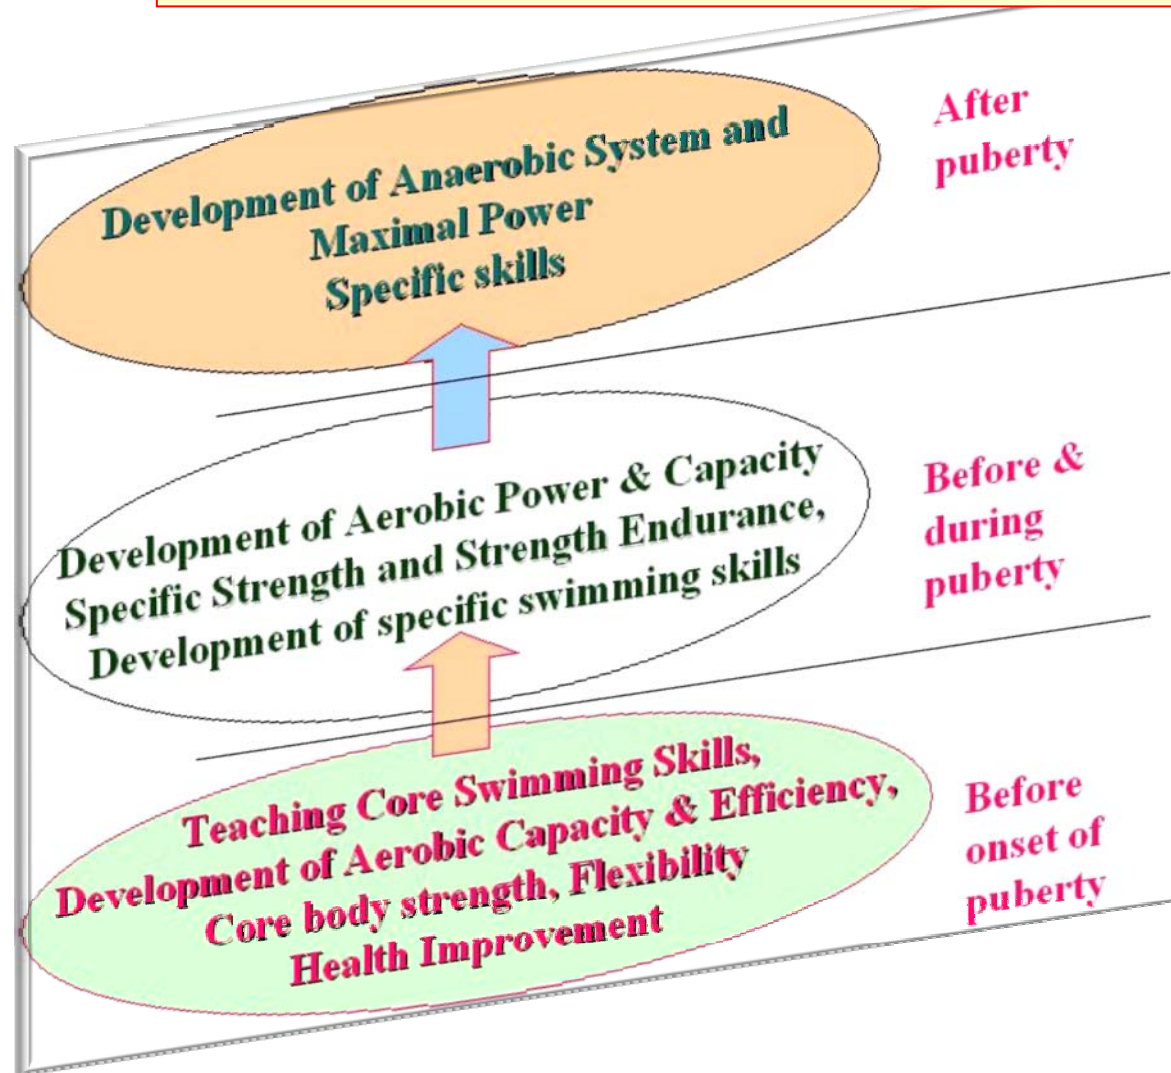 Development of Anaerobic System and
Maximal Power
Specific skills
After
puberty
Development of Aerobic Power & Capacity
Specific Strength and Strength Endurance,
Development of specific swimming skills
Before &
during
puberty
Teaching Core Swimming Skills,
Development of Aerobic Capacity & Efficiency,
Core body strength, Flexibility
Health Improvement
Before
onset of
puberty